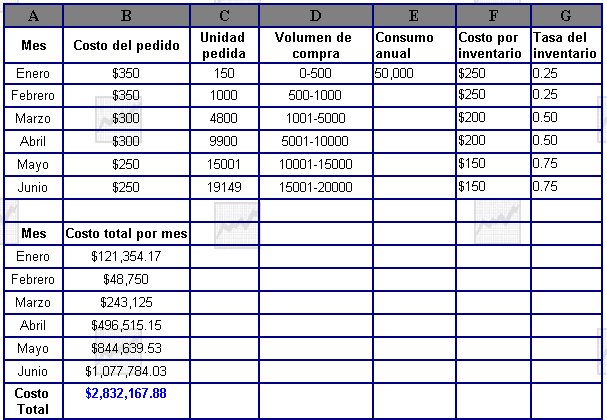 A B C D E F G
Mes Costo del pedido Unidad pedida Volumen de compra Consumo anual Costo por inventario Tasa del inventario
Enero $350 150 0-500 50,000 $250 0.25
Febrero $350 1000 500-1000 $250 0.25
Marzo $300 4800 1001-5000 $200 0.50
Abril $300 9900 5001-10000 $200 0.50
Mayo $250 15001 10001-15000 $150 0.75
Junio $250 19149 15001-20000 $150 0.75
Mes Costo total por mes
Enero $121,354.17
Febrero $48,750
Marzo $243,125
Abril $496,515.15
Mayo $844,639.53
Junio $1,077,784.03
Costo Total $2,832,167.88